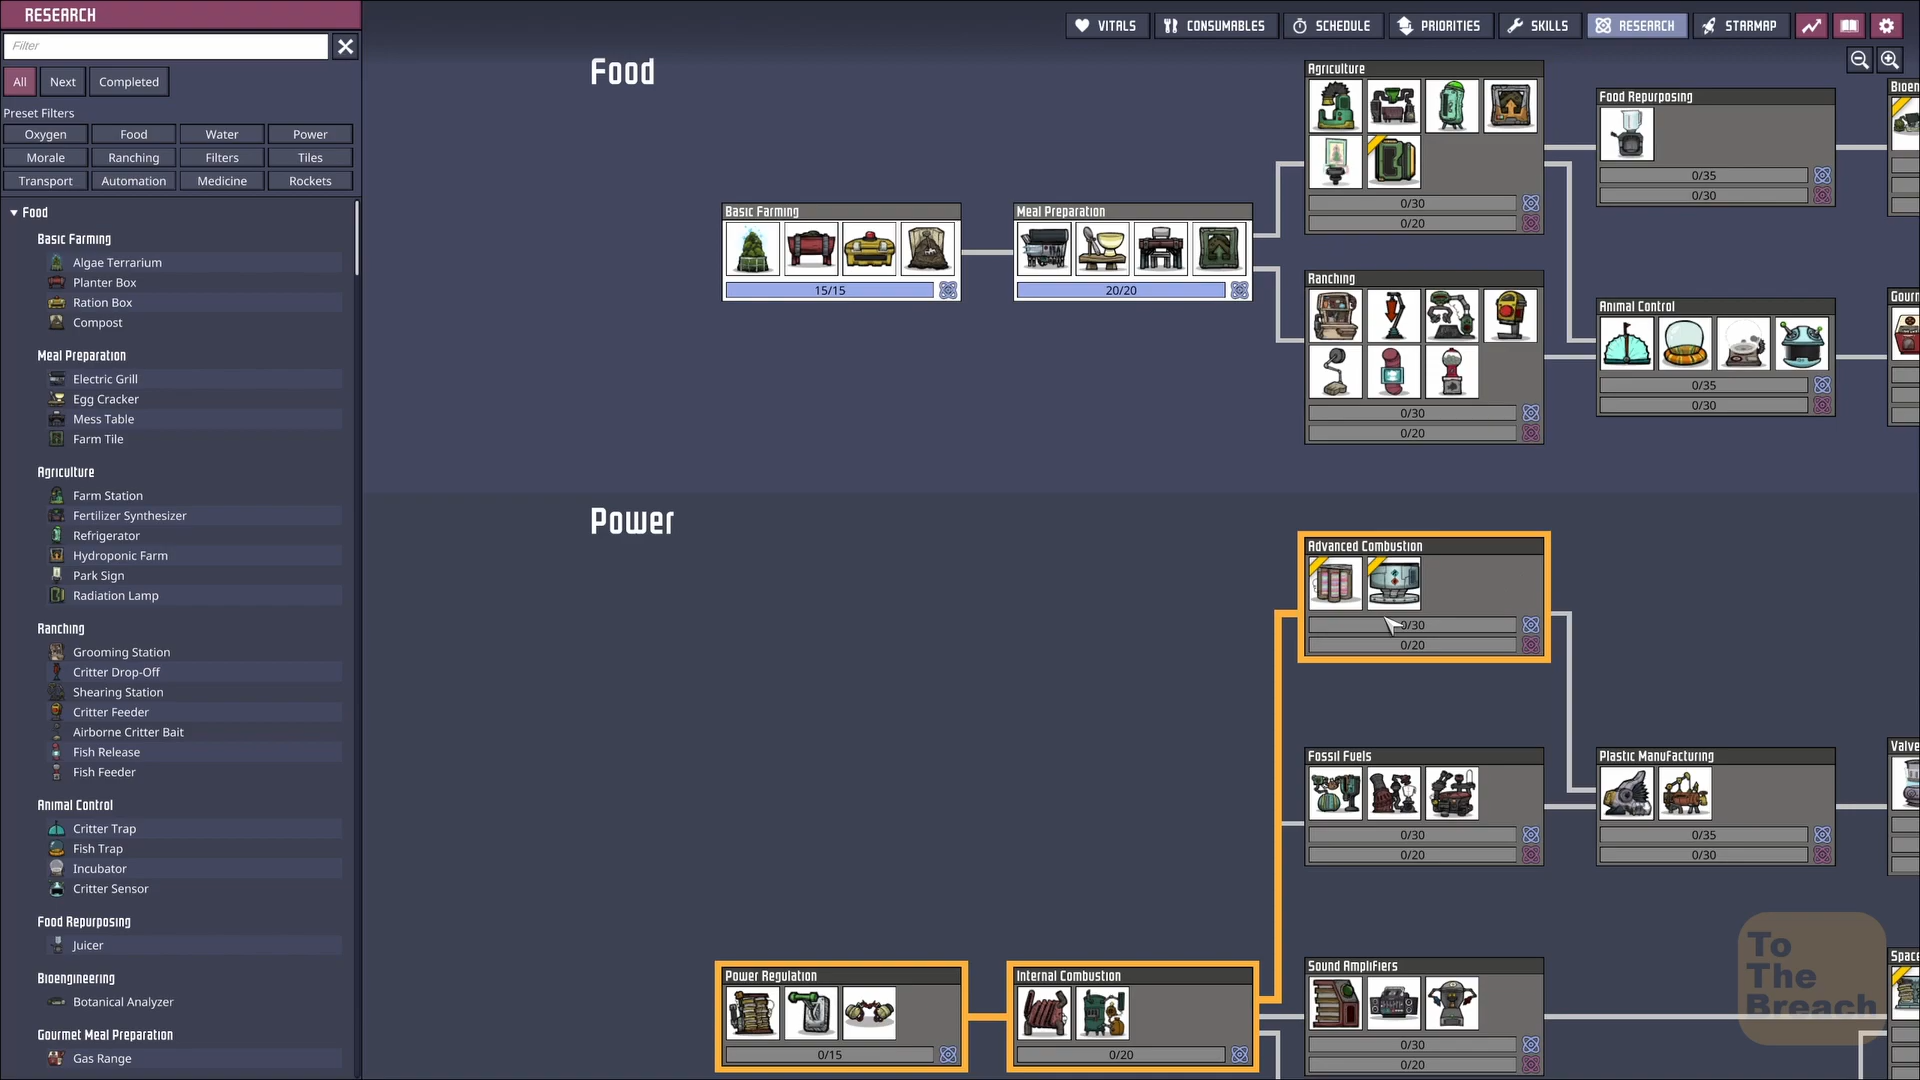 RESEARCH
VITALS
CONSUMABLES
SCHEDULE
PRIORITIES
SKILLS
RESEARCH
STARMAP
Filter
All
Next
Completed
Preset Filters
Oxygen
Food
Water
Power
Morale
Ranching
Filters
Tiles
Transport
Automation
Medicine
Rockets
Food
Basic Farming
Algae Terrarium
Planter Box
Ration Box
Compost
Meal Preparation
Electric Grill
Egg Cracker
Mess Table
Farm Tile
Agriculture
Farm Station
Fertilizer Synthesizer
Refrigerator
Hydroponic Farm
Park Sign
Radiation Lamp
Ranching
Grooming Station
Critter Drop-Off
Shearing Station
Critter Feeder
Airborne Critter Bait
Fish Release
Fish Feeder
Animal Control
Critter Trap
Fish Trap
Incubator
Critter Sensor
Food Repurposing
Juicer
Bioengineering
Botanical Analyzer
Gourmet Meal Preparation
Gas Range
Food
Basic Farming
15/15
Meal Preparation
20/20
Agriculture
0/30
0/20
Ranching
0/30
0/20
Food Repurposing
0/35
0/30
Animal Control
0/35
0/30
Bioen
Gourn
Power
Advanced Combustion
0/30
0/20
Fossil Fuels
0/30
0/20
Plastic Manufacturing
0/35
0/30
Valve
Power Regulation
0/15
Internal Combustion
0/20
Sound Amplifiers
0/30
0/20
Space
To
The
Breach